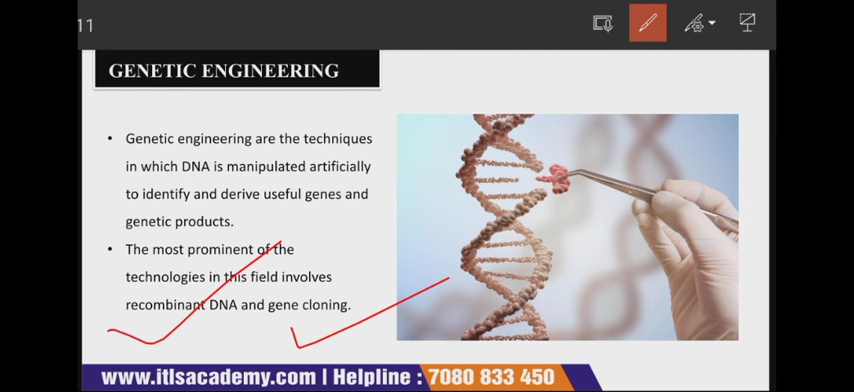 11
GENETIC ENGINEERING
• Genetic engineering are the techniques
in which DNA is manipulated artificially
to identify and derive useful genes and
genetic products.
• The most prominent of the
technologies in this field involves
recombinant DNA and gene cloning.
www.itlsacademy.com | Helpline : 7080 833 450